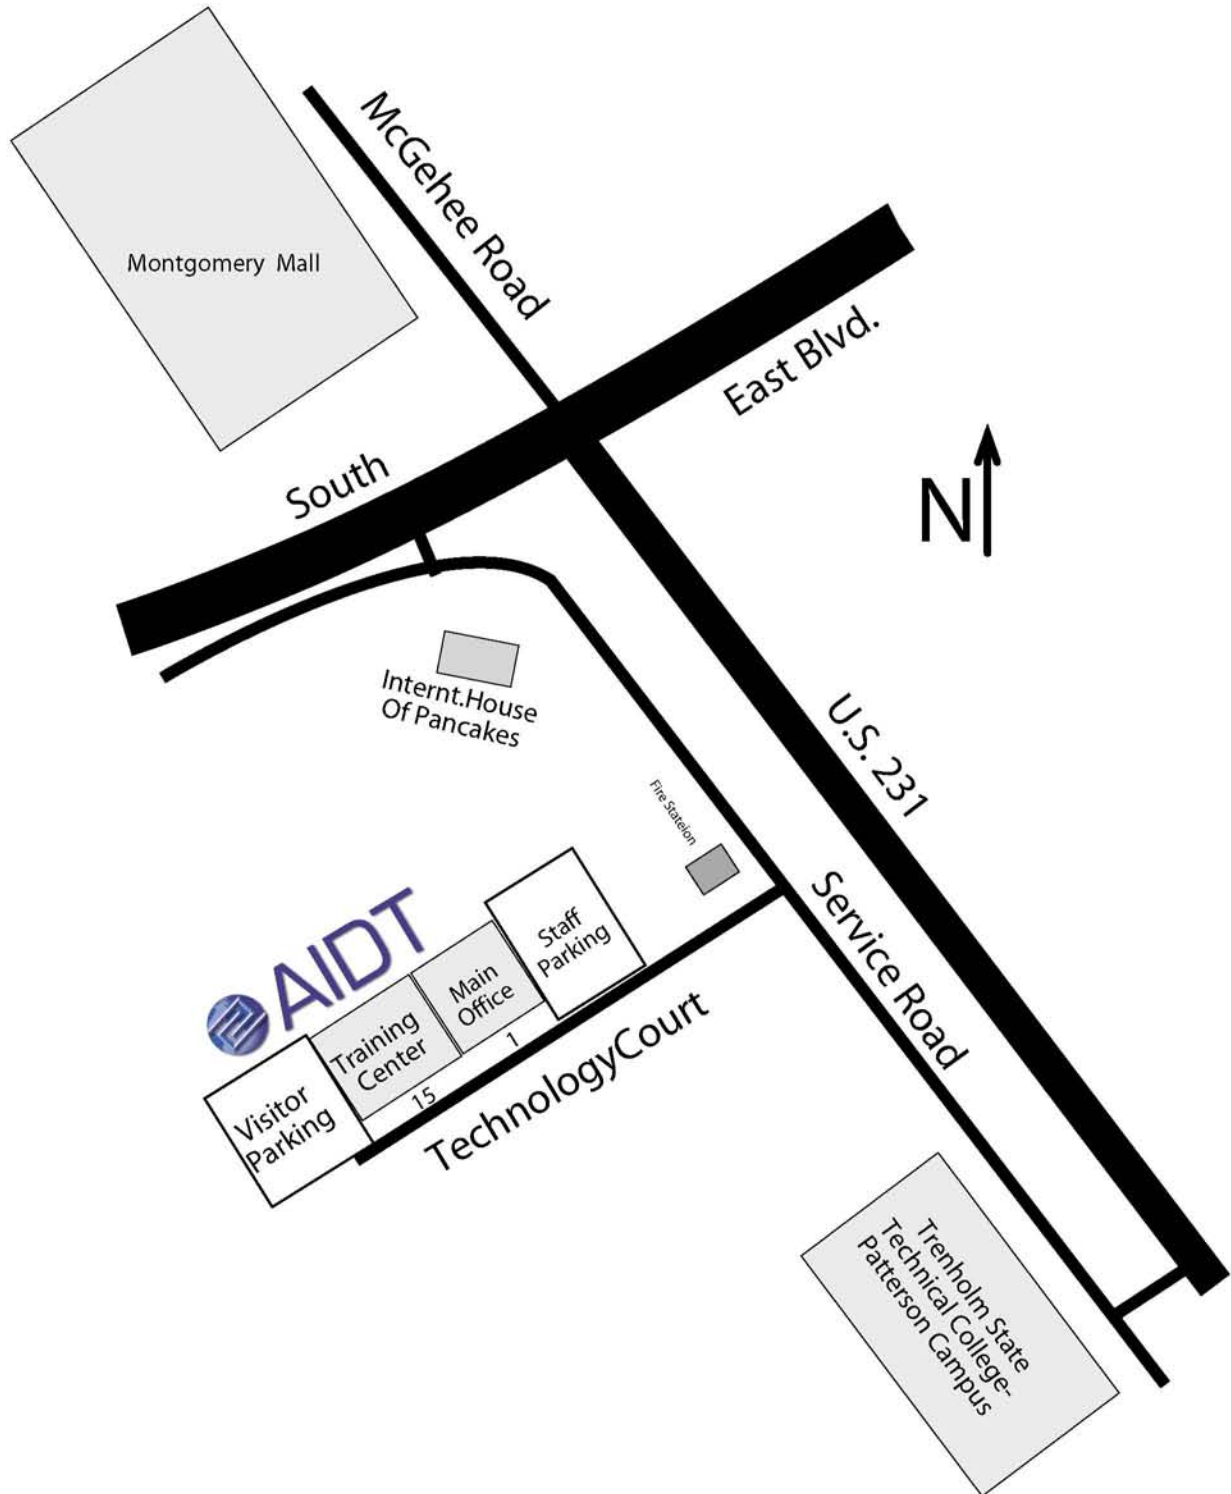 McGehee Road
Montgomery Mall
East Blvd.
South
N
Internt.House
Of Pancakes
U.S. 231
Fire Stateion
Service Road
AIDT
Staff
Parking
Main
Office
1
Training
Center
15
Visitor
Parking
TechnologyCourt
Trenholm State
Technical College-
Patterson Campus